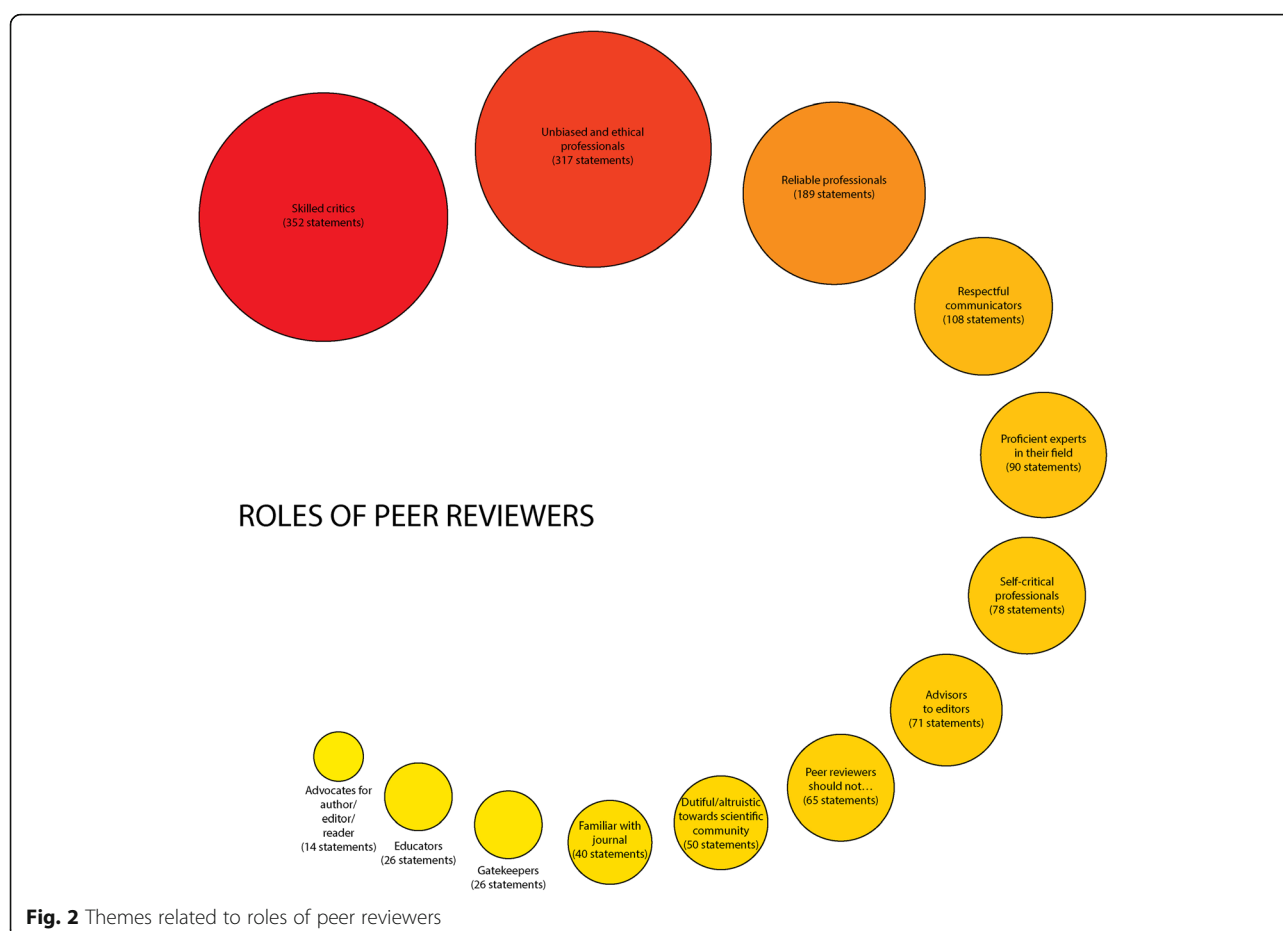 Skilled critics
(352 statements)
Unbiased and ethical
professionals
(317 statements)
Reliable professionals
(189 statements)
Respectful
communicators
(108 statements)
Proficient experts
in their field
(90 statements)
Self-critical
professionals
(78 statements)
Advisors
to editors
(71 statements)
Peer reviewers
should not…
(65 statements)
Dutiful/altruistic
towards scientific
community
(50 statements)
Familiar with
journal
(40 statements)
Gatekeepers
(26 statements)
Educators
(26 statements)
Advocates for
author/
editor/
reader
(14 statements)
ROLES OF PEER REVIEWERS
Fig. 2 Themes related to roles of peer reviewers